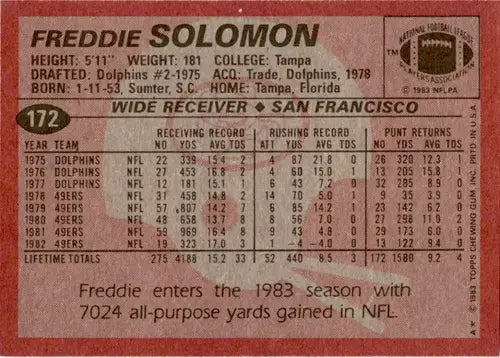 FREDDIE SOLOMON
HEIGHT: 5'11" WEIGHT: 181 COLLEGE: Tampa
DRAFTED: Dolphins #2-1975 ACQ: Trade, Dolphins, 1978
BORN: 1-11-53, Sumter, S.C. HOME: Tampa, Florida
NATIONAL FOOTBALL LEAGUE
PLAYERS ASSOCIATION
TM
© 1983 NFLPA
172
WIDE RECEIVER ◆ SAN FRANCISCO
RECEIVING RECORD RUSHING RECORD PUNT RETURNS
YEAR TEAM NO YDS AVG TDS ATT YDS AVG TDS NO YDS AVG TDS
1975 DOLPHINS NFL 22 339 15.4 2 4 87 21.8 0 26 320 12.3 1
1976 DOLPHINS NFL 27 453 16.8 2 4 60 15.0 1 13 205 15.8 1
1977 DOLPHINS NFL 12 181 15.1 1 6 43 7.2 0 32 285 8.9 0
1978 49ERS NFL 31 458 14.8 2 14 70 5.0 1 9 35 3.9 0
1979 49ERS NFL 57 807 14.2 7 6 85 14.2 1 23 142 6.2 0
1980 49ERS NFL 48 658 13.7 8 8 56 7.0 0 27 298 11.0 2
1981 49ERS NFL 59 969 16.4 8 9 43 4.8 0 29 173 6.0 0
1982 49ERS NFL 19 323 17.0 3 1 -4 -4.0 0 13 122 9.4 0
LIFETIME TOTALS 275 4188 15.2 33 52 440 8.5 3 172 1580 9.2 4
Freddie enters the 1983 season with
7024 all-purpose yards gained in NFL.
A* © 1983 TOPPS CHEWING GUM, INC. PRTD. IN U.S.A.